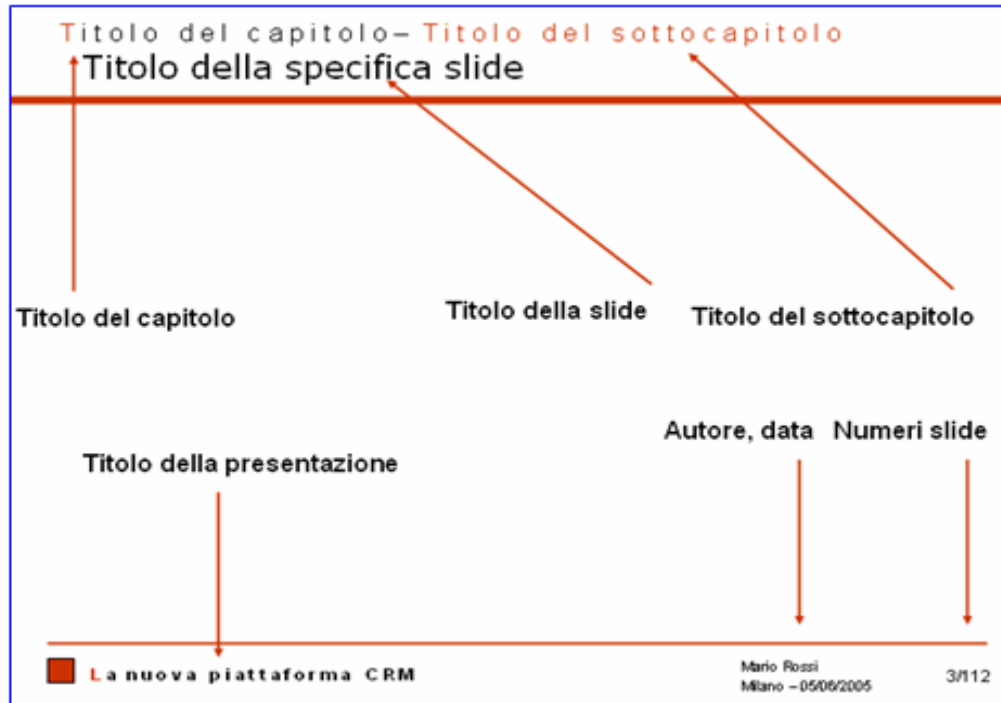 Titolo del capitolo– Titolo del sottocapitolo
Titolo della specifica slide
Titolo del capitolo
Titolo della slide
Titolo del sottocapitolo
Autore, data
Numeri slide
Titolo della presentazione
La nuova piattaforma CRM
Mario Rossi
Milano – 05/06/2005
3/112